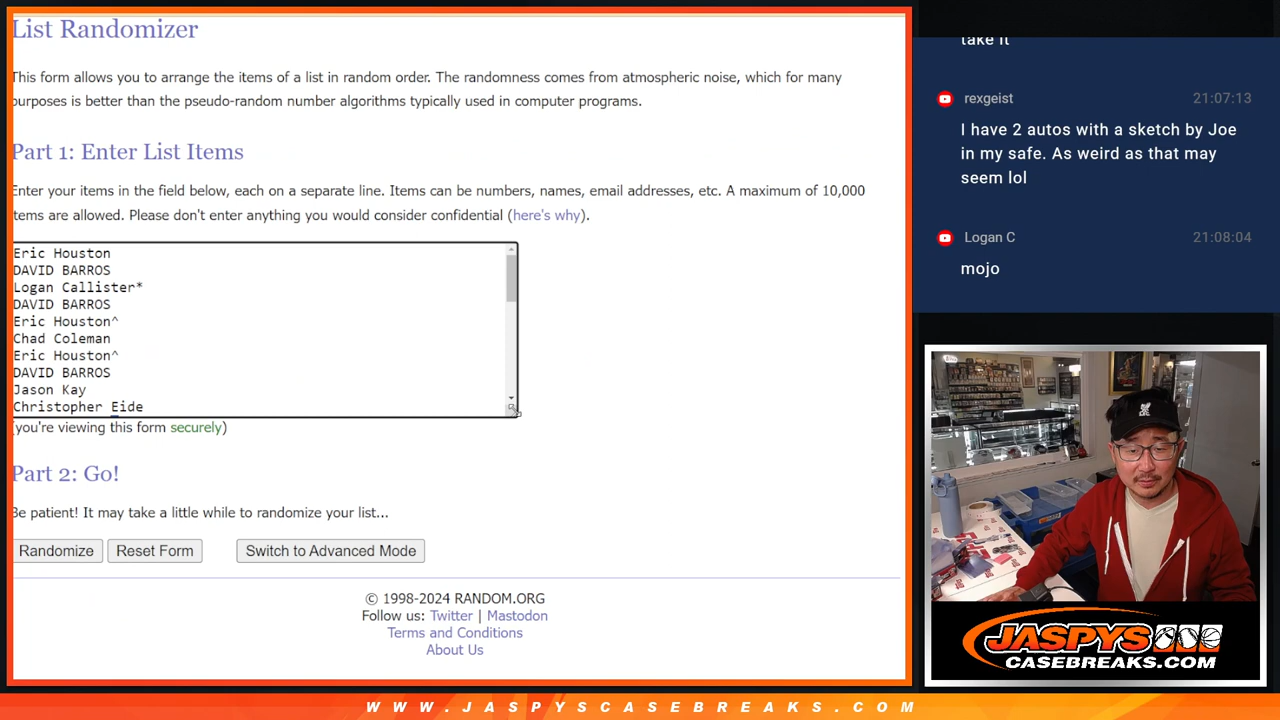 List Randomizer
This form allows you to arrange the items of a list in random order. The randomness comes from atmospheric noise, which for many
purposes is better than the pseudo-random number algorithms typically used in computer programs.
Part 1: Enter List Items
Enter your items in the field below, each on a separate line. Items can be numbers, names, email addresses, etc. A maximum of 10,000
items are allowed. Please don't enter anything you would consider confidential (here's why).
Eric Houston
DAVID BARROS
Logan Callister*
DAVID BARROS
Eric Houston^
Chad Coleman
Eric Houston^
DAVID BARROS
Jason Kay
Christopher Eide
(you're viewing this form securely)
Part 2: Go!
Be patient! It may take a little while to randomize your list...
Randomize
Reset Form
Switch to Advanced Mode
© 1998-2024 RANDOM.ORG
Follow us: Twitter | Mastodon
Terms and Conditions
About Us
take it
rexgeist 21:07:13
I have 2 autos with a sketch by Joe
in my safe. As weird as that may
seem lol
Logan C 21:08:04
mojo
JASPYS
CASEBREAKS.COM
WWW.JASPYSCASEBREAKS.COM